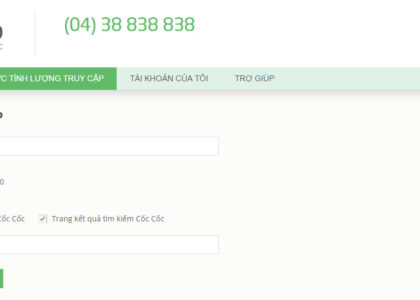 (04) 38 838 838
C
C TÍNH LƯỢNG TRUY CẬP TÀI KHOẢN CỦA TÔI TRỢ GIÚP
0
Cốc Cốc Trang kết quả tìm kiếm Cốc Cốc